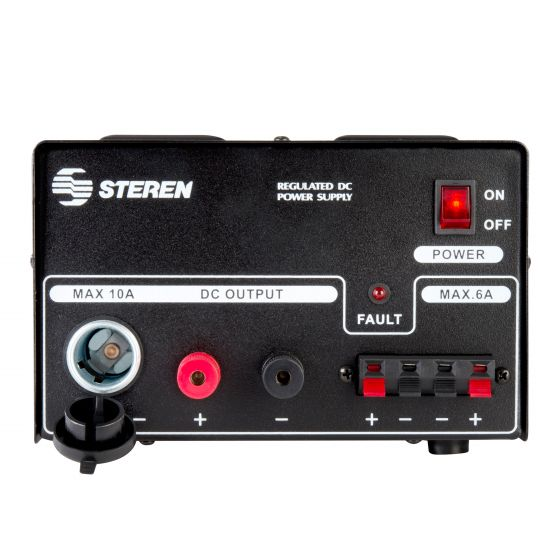 STEREN
REGULATED DC
POWER SUPPLY
ON
OFF
POWER
MAX 10A DC OUTPUT
FAULT
MAX.6A
− + − + − − +